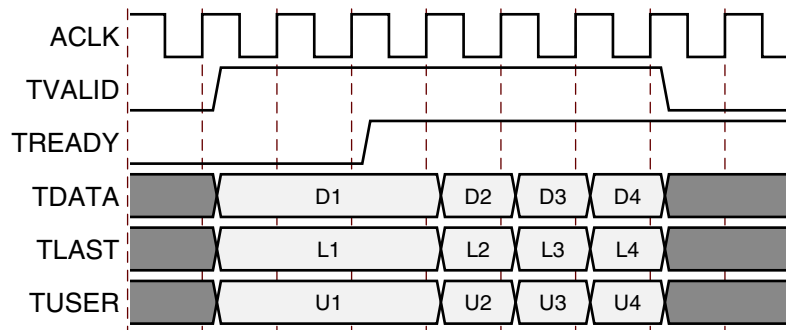 ACLK
TVALID
TREADY
TDATA D1 D2 D3 D4
TLAST L1 L2 L3 L4
TUSER U1 U2 U3 U4